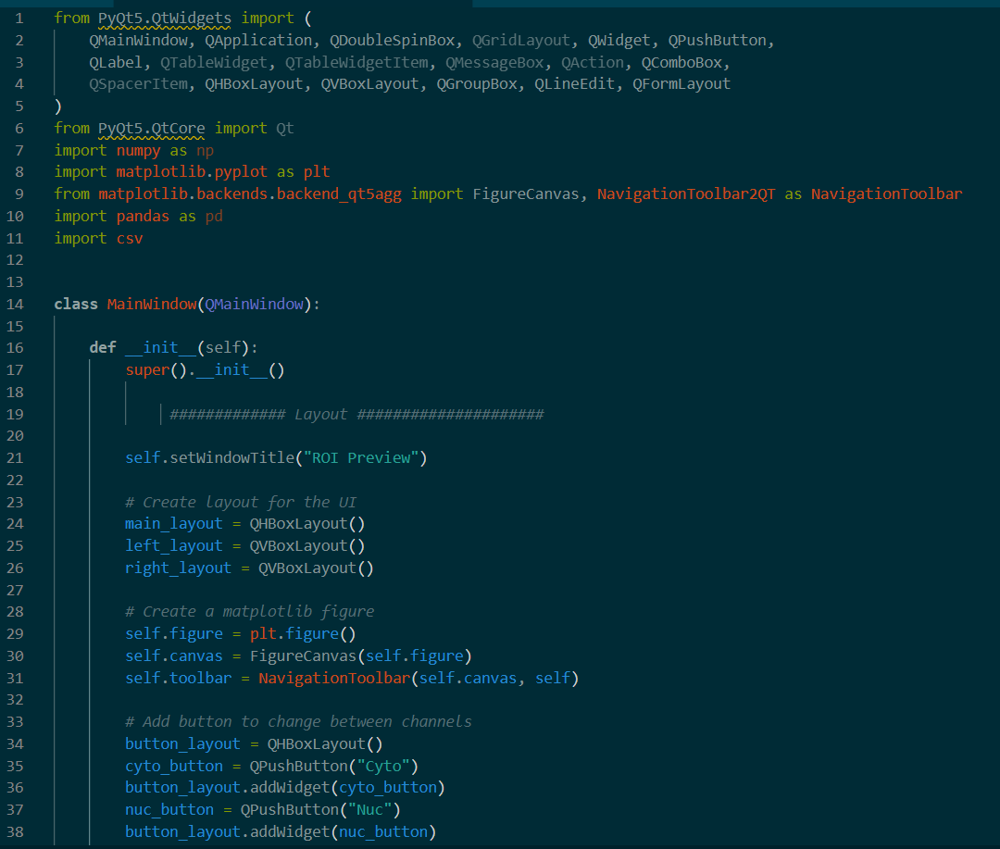 1 from PyQt5.QtWidgets import (
2 QMainWindow, QApplication, QDoubleSpinBox, QGridLayout, QWidget, QPushButton,
3 QLabel, QTableWidget, QTableWidgetItem, QMessageBox, QAction, QComboBox,
4 QSpacerItem, QHBoxLayout, QVBoxLayout, QGroupBox, QLineEdit, QFormLayout
5 )
6 from PyQt5.QtCore import Qt
7 import numpy as np
8 import matplotlib.pyplot as plt
9 from matplotlib.backends.backend_qt5agg import FigureCanvas, NavigationToolbar2QT as NavigationToolbar
10 import pandas as pd
11 import csv
12
13
14 class MainWindow(QMainWindow):
15
16 def __init__(self):
17 super().__init__()
18
19 ############# Layout #####################
20
21 self.setWindowTitle("ROI Preview")
22
23 # Create layout for the UI
24 main_layout = QHBoxLayout()
25 left_layout = QVBoxLayout()
26 right_layout = QVBoxLayout()
27
28 # Create a matplotlib figure
29 self.figure = plt.figure()
30 self.canvas = FigureCanvas(self.figure)
31 self.toolbar = NavigationToolbar(self.canvas, self)
32
33 # Add button to change between channels
34 button_layout = QHBoxLayout()
35 cyto_button = QPushButton("Cyto")
36 button_layout.addWidget(cyto_button)
37 nuc_button = QPushButton("Nuc")
38 button_layout.addWidget(nuc_button)